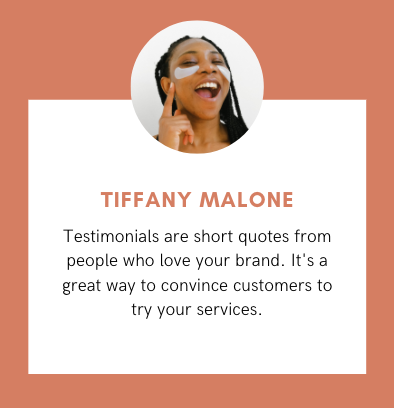 TIFFANY MALONE
Testimonials are short quotes from
people who love your brand. It's a
great way to convince customers to
try your services.